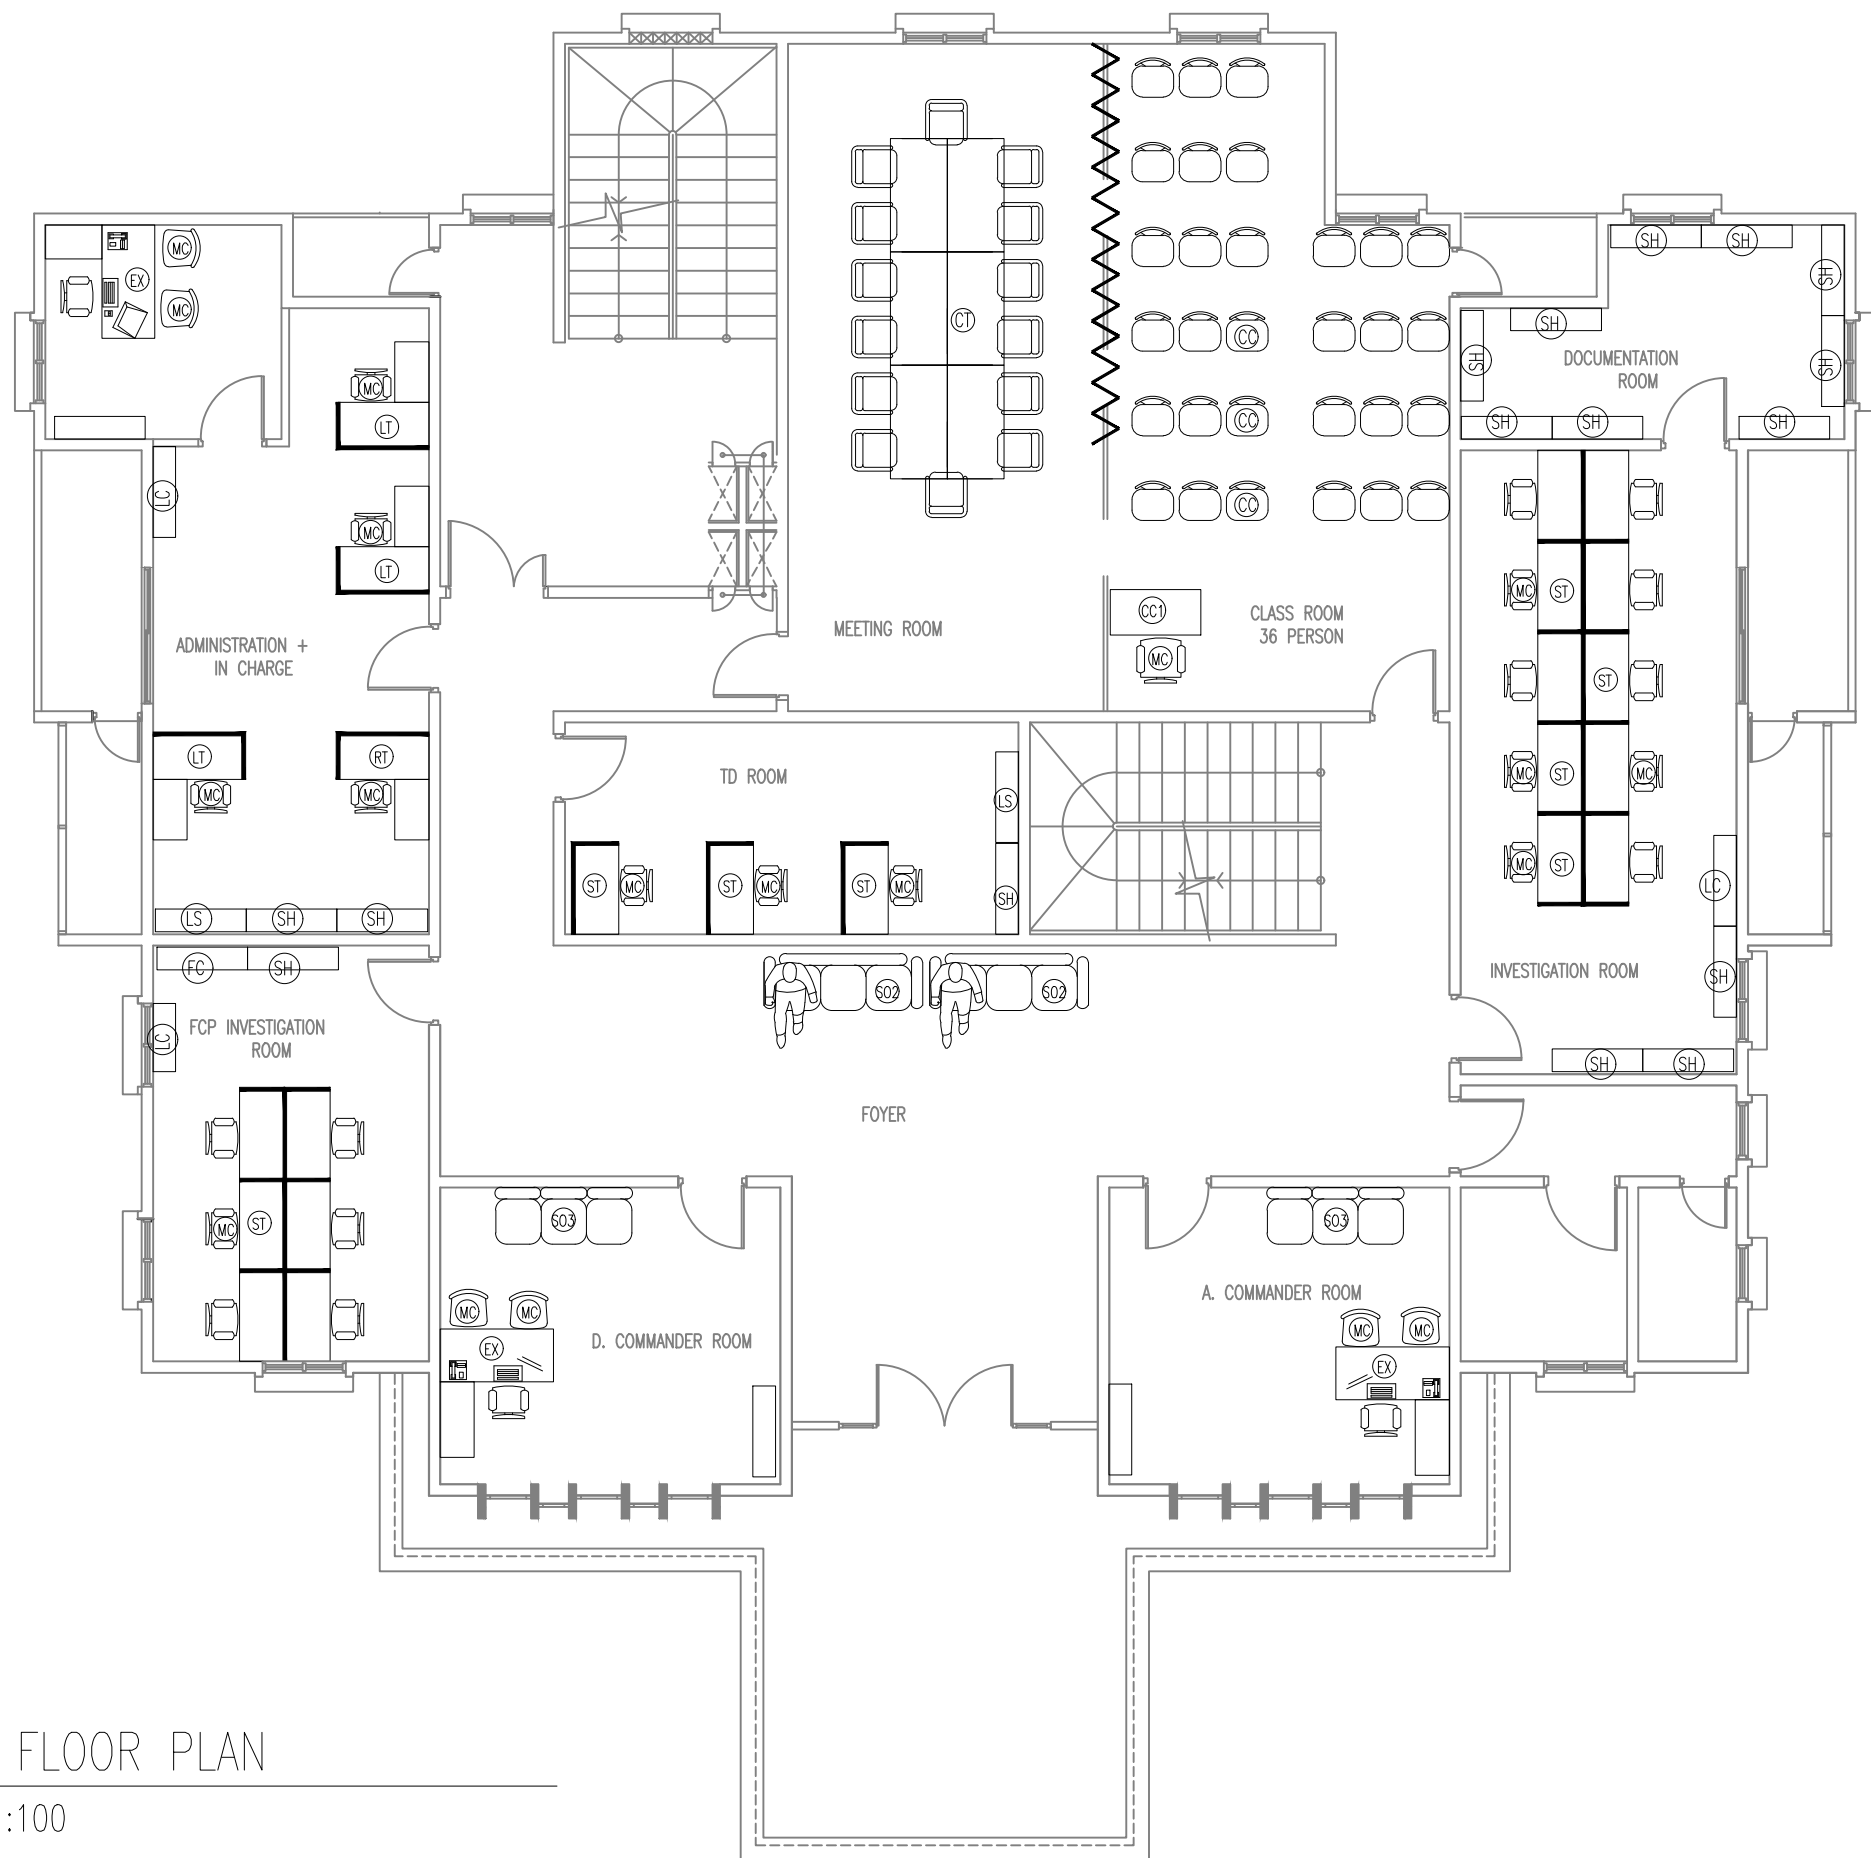 MC
EX
MC
SH
SH
SH
SH
SH
SH
DOCUMENTATION
ROOM
SH
SH
SH
CT
CC
CC
CC
MC
LT
MC
LT
LC
ADMINISTRATION +
IN CHARGE
LT
MC
RT
MC
LS
SH
SH
MEETING ROOM
CC1
MC
CLASS ROOM
36 PERSON
MC
ST
ST
MC
ST
MC
MC
ST
LC
SH
INVESTIGATION ROOM
SH
SH
TD ROOM
LS
SH
ST
MC
ST
MC
ST
MC
FC
SH
LC
FCP INVESTIGATION
ROOM
MC
ST
SO2
SO2
FOYER
SO3
MC
MC
EX
D. COMMANDER ROOM
SO3
A. COMMANDER ROOM
MC
MC
EX
FLOOR PLAN
:100